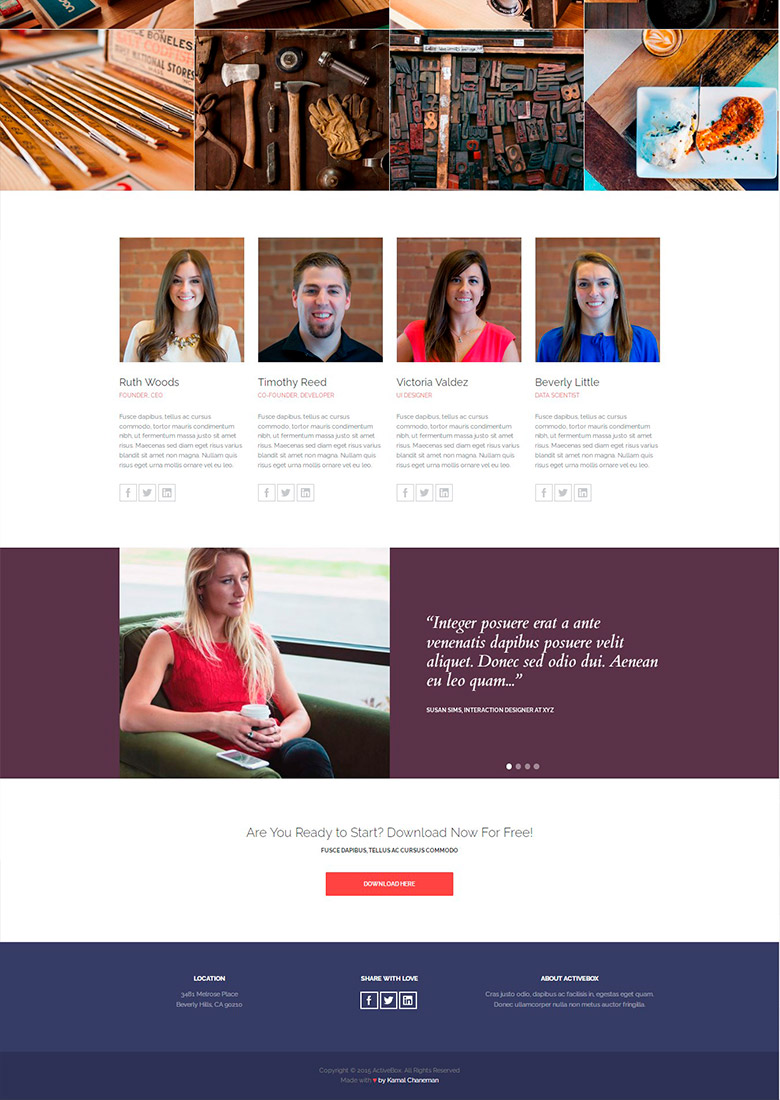 BONELESS
NATIONAL STORES
Ruth Woods
FOUNDER, CEO
Fusce dapibus, tellus ac cursus
commodo, tortor mauris condimentum
nibh, ut fermentum massa justo sit amet
risus. Maecenas sed diam eget risus varius
blandit sit amet non magna. Nullam quis
risus eget urna mollis ornare vel eu leo.
Timothy Reed
CO-FOUNDER, DEVELOPER
Fusce dapibus, tellus ac cursus
commodo, tortor mauris condimentum
nibh, ut fermentum massa justo sit amet
risus. Maecenas sed diam eget risus varius
blandit sit amet non magna. Nullam quis
risus eget urna mollis ornare vel eu leo.
Victoria Valdez
UI DESIGNER
Fusce dapibus, tellus ac cursus
commodo, tortor mauris condimentum
nibh, ut fermentum massa justo sit amet
risus. Maecenas sed diam eget risus varius
blandit sit amet non magna. Nullam quis
risus eget urna mollis ornare vel eu leo.
Beverly Little
DATA SCIENTIST
Fusce dapibus, tellus ac cursus
commodo, tortor mauris condimentum
nibh, ut fermentum massa justo sit amet
risus. Maecenas sed diam eget risus varius
blandit sit amet non magna. Nullam quis
risus eget urna mollis ornare vel eu leo.
“Integer posuere erat a ante
venenatis dapibus posuere velit
aliquet. Donec sed odio dui. Aenean
eu leo quam...”
SUSAN SIMS, INTERACTION DESIGNER AT XYZ
Are You Ready to Start? Download Now For Free!
FUSCE DAPIBUS, TELLUS AC CURSUS COMMODO
DOWNLOAD HERE
LOCATION
3481 Melrose Place
Beverly Hills, CA 90210
SHARE WITH LOVE
ABOUT ACTIVEBOX
Cras justo odio, dapibus ac facilisis in, egestas eget quam.
Donec ullamcorper nulla non metus auctor fringilla.
Copyright © 2015 ActiveBox. All Rights Reserved
Made with ♥ by Kamal Chaneman